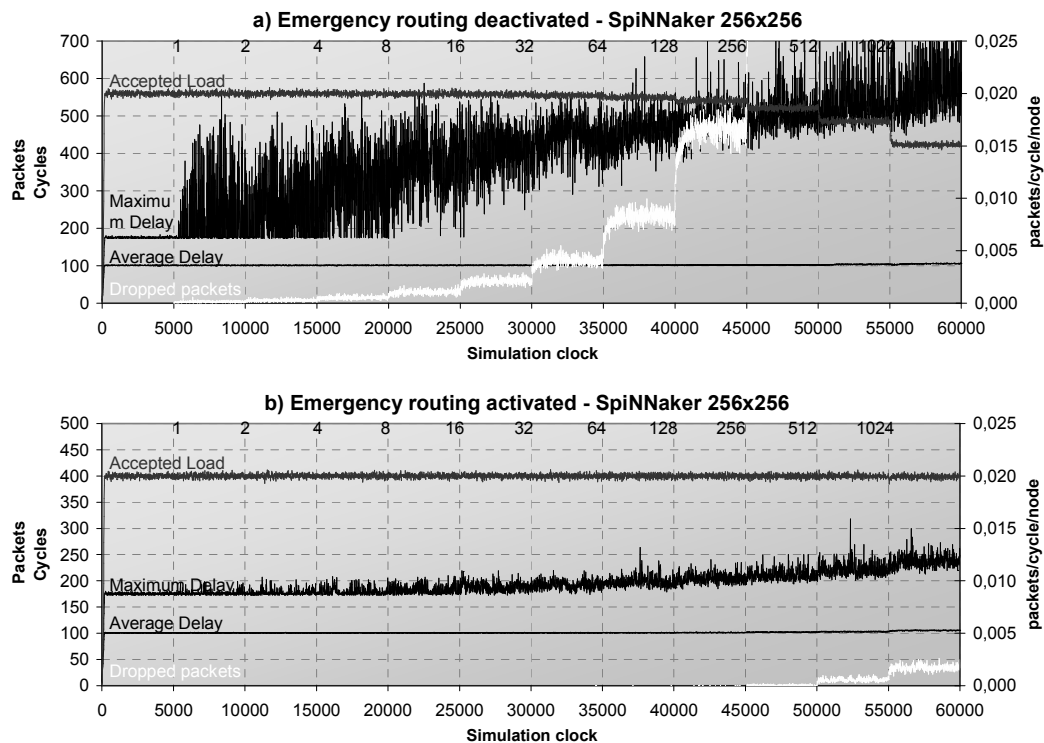 a) Emergency routing deactivated - SpiNNaker 256x256
1 2 4 8 16 32 64 128 256 512 1024
700
600
500
400
300
200
100
0
Packets
Cycles
Accepted Load
Maximu
m Delay
Average Delay
Dropped packets
0,025
0,020
0,015
0,010
0,005
0,000
packets/cycle/node
0 5000 10000 15000 20000 25000 30000 35000 40000 45000 50000 55000 60000
Simulation clock
b) Emergency routing activated - SpiNNaker 256x256
1 2 4 8 16 32 64 128 256 512 1024
500
450
400
350
300
250
200
150
100
50
0
Packets
Cycles
Accepted Load
Maximum Delay
Average Delay
Dropped packets
0,025
0,020
0,015
0,010
0,005
0,000
packets/cycle/node
0 5000 10000 15000 20000 25000 30000 35000 40000 45000 50000 55000 60000
Simulation clock